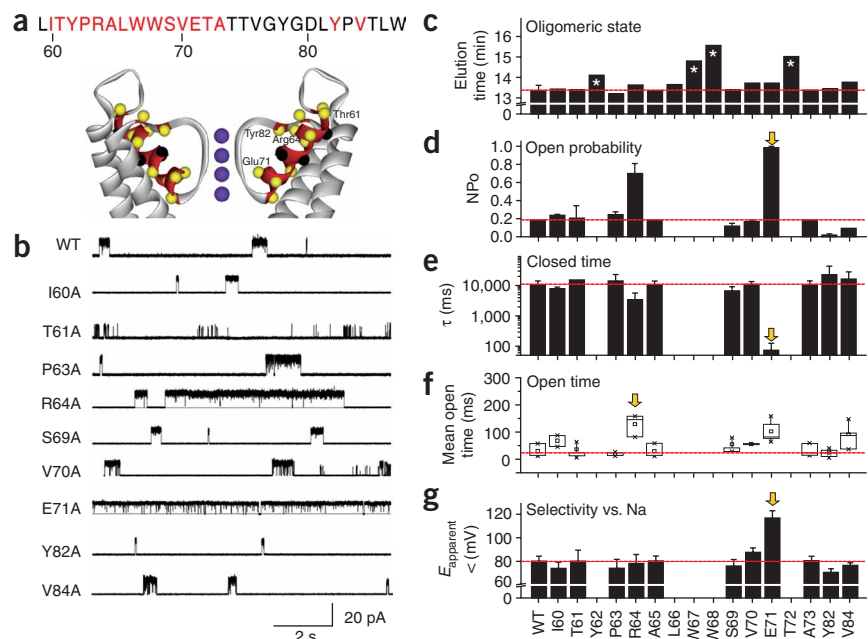 a
LITYPRALWWSVETATTVGYGDLYPVTLW
60 70 80
Thr61
Tyr82
Arg64
Glu71
b
WT
I60A
T61A
P63A
R64A
S69A
V70A
E71A
Y82A
V84A
20 pA
2 s
c
Oligomeric state
Elution
time (min)
16
15
14
13
0
* * * *
d
Open probability
NPo
1.0
0.8
0.6
0.4
0.2
0
e
Closed time
τ (ms)
10,000
1,000
100
f
Open time
Mean open
time (ms)
300
200
100
0
g
Selectivity vs. Na
E apparent
< (mV)
120
100
80
60
0
WT I60 T61 Y62 P63 R64 A65 L66 W67 W68 S69 V70 E71 T72 A73 Y82 V84